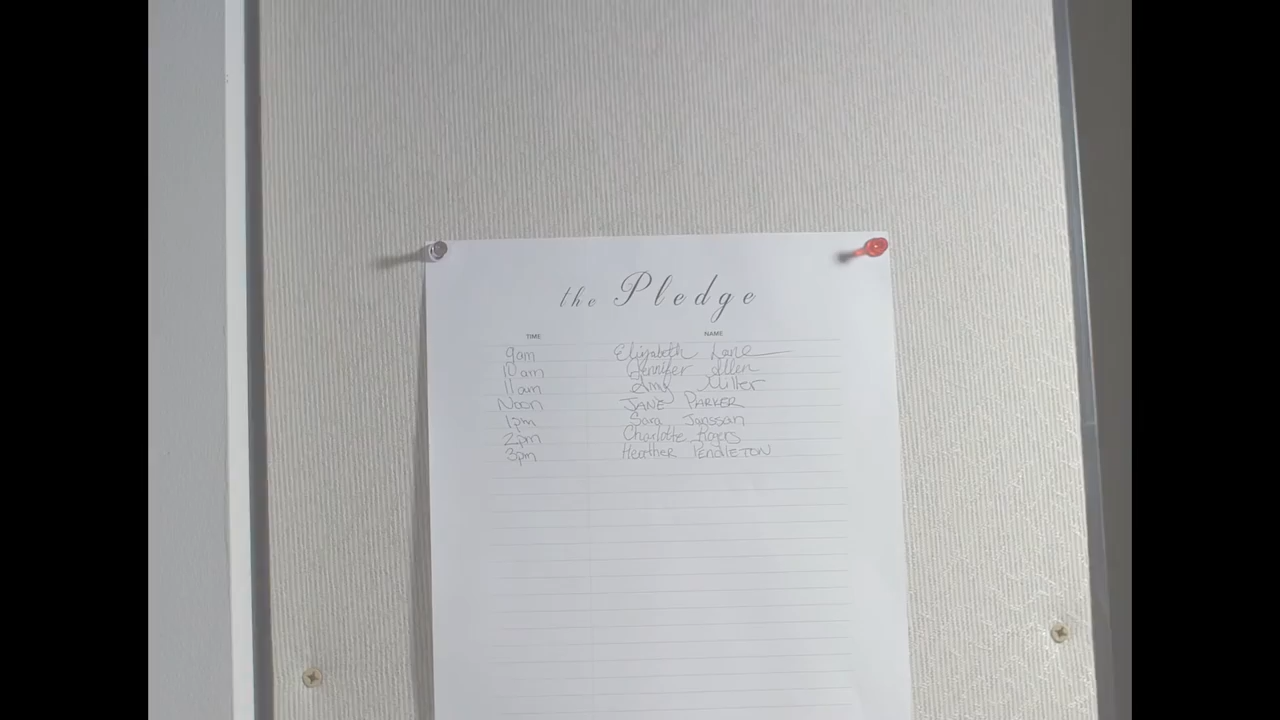 the Pledge
TIME NAME
9am Elizabeth Lane
10am Jennifer Allen
11am Amy Miller
Noon JANE PARKER
1pm Sara Janssan
2pm Charlotte Rogers
3pm Heather PENdLETON